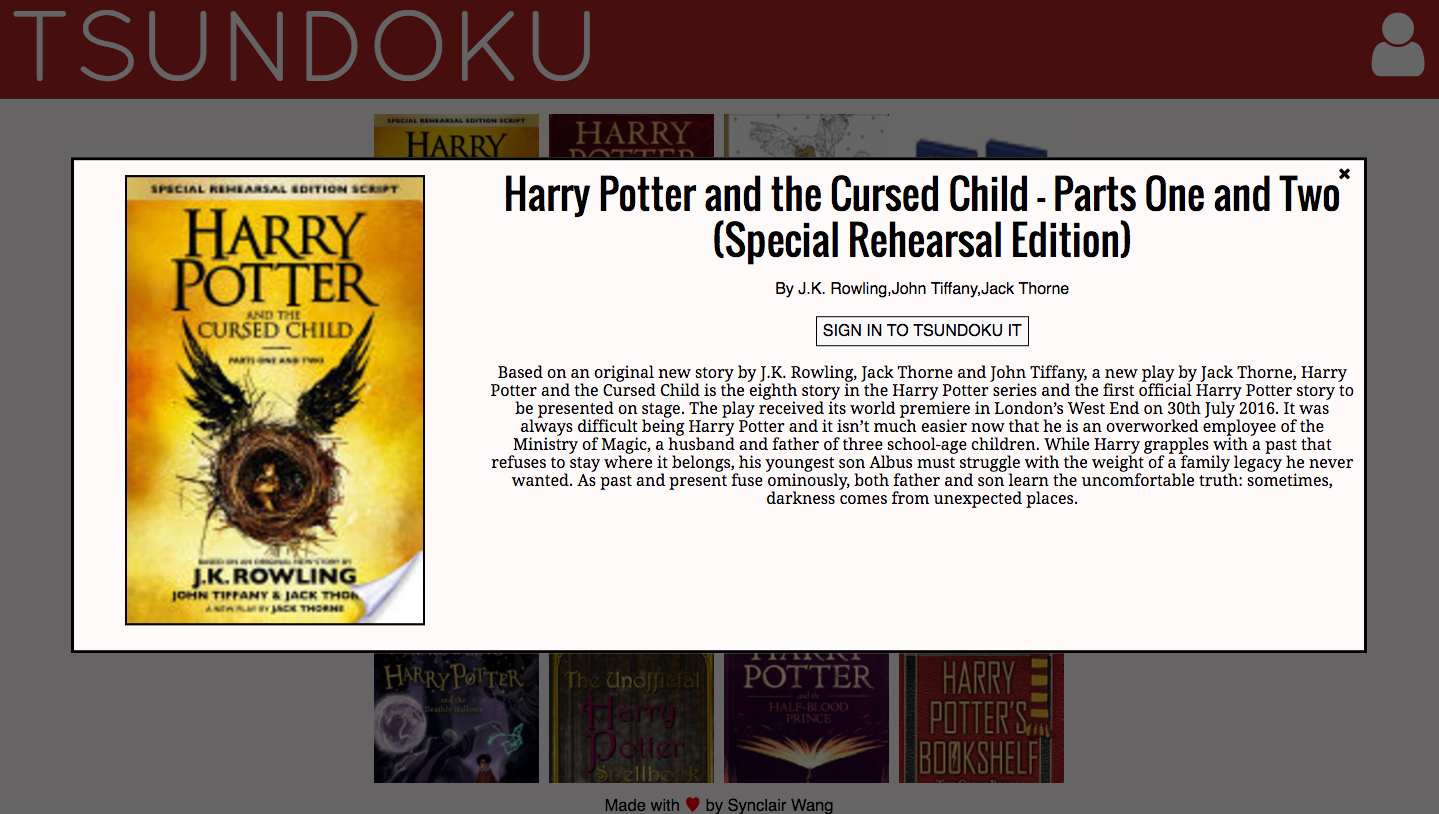 TSUNDOKU
SPECIAL REHEARSAL EDITION SCRIPT
HARRY
HARRY
POTTER
✖
SPECIAL REHEARSAL EDITION SCRIPT
HARRY
POTTER
AND THE
CURSED CHILD
PARTS ONE AND TWO
BASED ON AN ORIGINAL NEW STORY BY
J.K. ROWLING
JOHN TIFFANY & JACK THOR
A NEW PLAY BY JACK THORNE
Harry Potter and the Cursed Child - Parts One and Two
(Special Rehearsal Edition)
By J.K. Rowling,John Tiffany,Jack Thorne
SIGN IN TO TSUNDOKU IT
Based on an original new story by J.K. Rowling, Jack Thorne and John Tiffany, a new play by Jack Thorne, Harry
Potter and the Cursed Child is the eighth story in the Harry Potter series and the first official Harry Potter story to
be presented on stage. The play received its world premiere in London’s West End on 30th July 2016. It was
always difficult being Harry Potter and it isn’t much easier now that he is an overworked employee of the
Ministry of Magic, a husband and father of three school-age children. While Harry grapples with a past that
refuses to stay where it belongs, his youngest son Albus must struggle with the weight of a family legacy he never
wanted. As past and present fuse ominously, both father and son learn the uncomfortable truth: sometimes,
darkness comes from unexpected places.
HARRY POTTER
and the
Deathly Hallows
The Unofficial
Harry
Potter
Spellbook
HARRY
POTTER
and the
HALF-BLOOD
PRINCE
HARRY
POTTER'S
BOOKSHELF
Made with ♥ by Synclair Wang